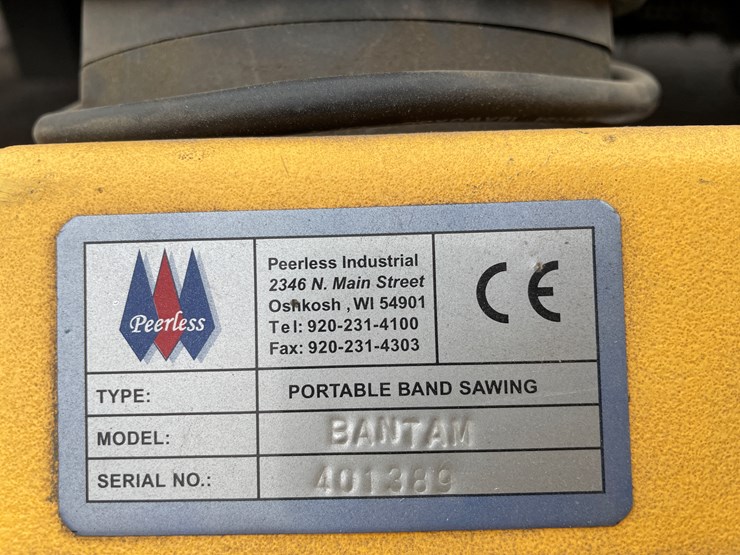 Peerless
Peerless Industrial
2346 N. Main Street
Oshkosh , WI 54901
Tel: 920-231-4100
Fax: 920-231-4303
CE
TYPE: PORTABLE BAND SAWING
MODEL: BANTAM
SERIAL NO.: 401389